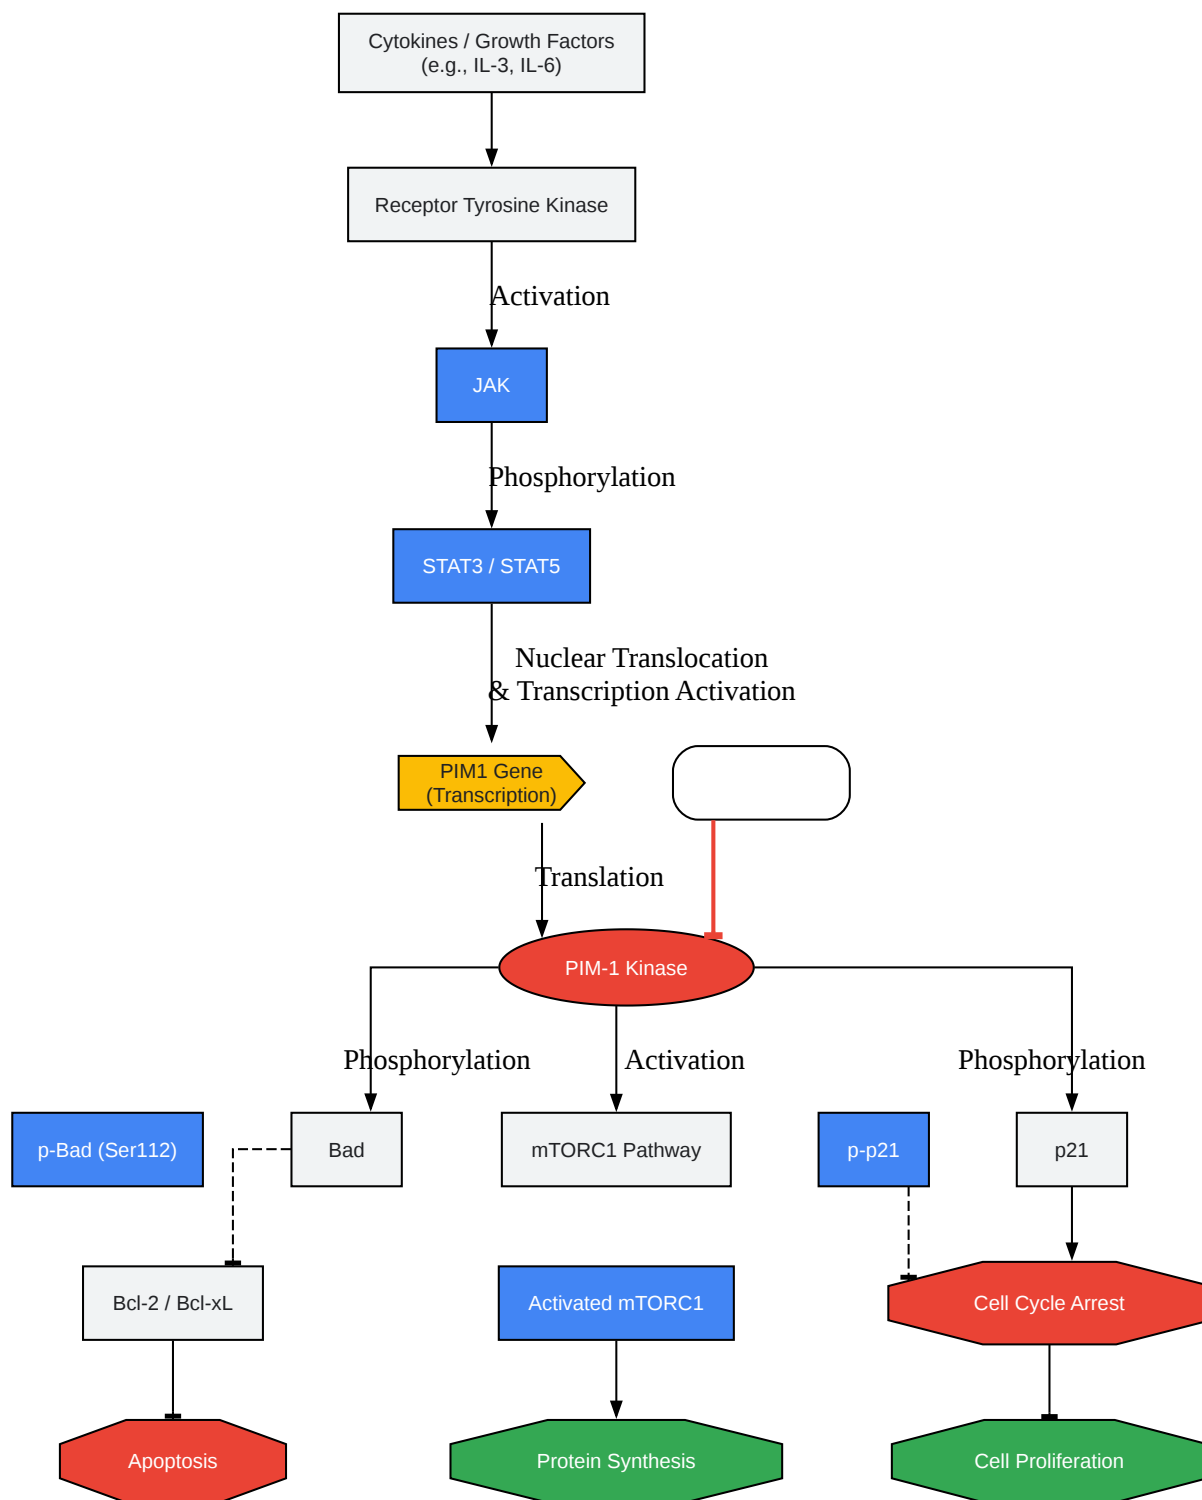 Cytokines / Growth Factors
(e.g., IL-3, IL-6)
Receptor Tyrosine Kinase
Activation
JAK
Phosphorylation
STAT3 / STAT5
Nuclear Translocation
& Transcription Activation
PIM1 Gene
(Transcription)
Translation
PIM-1 Kinase
Phosphorylation
Activation
Phosphorylation
p-Bad (Ser112)
Bad
mTORC1 Pathway
p-p21
p21
Bcl-2 / Bcl-xL
Activated mTORC1
Cell Cycle Arrest
Apoptosis
Protein Synthesis
Cell Proliferation